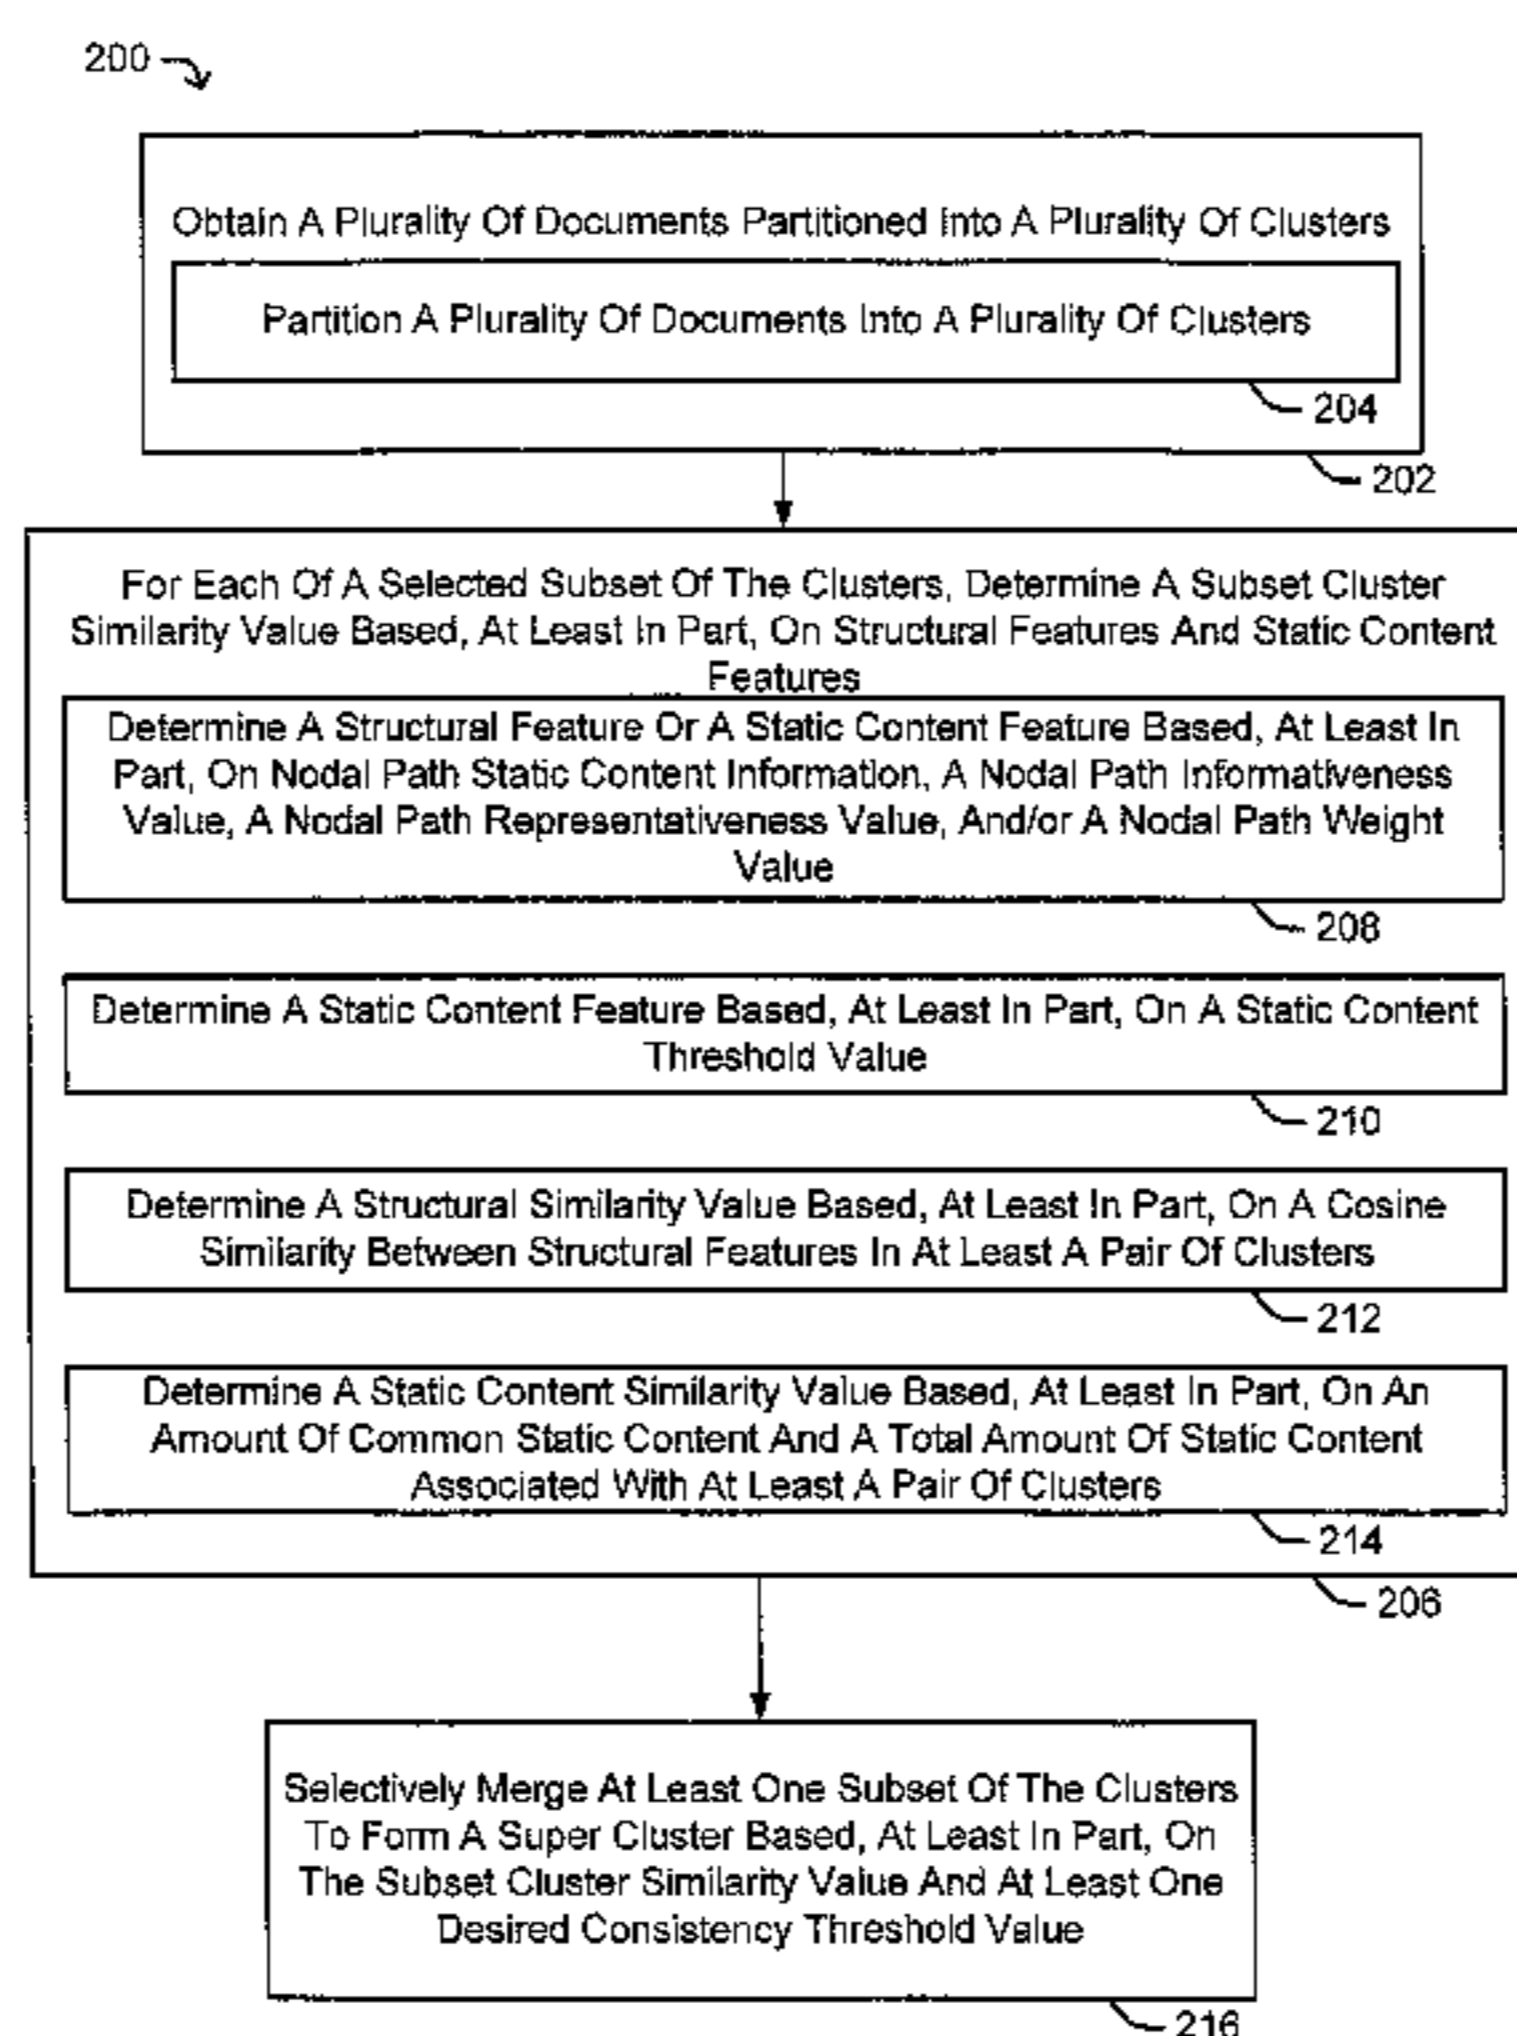 200
Obtain A Plurality Of Documents Partitioned Into A Plurality Of Clusters
Partition A Plurality Of Documents Into A Plurality Of Clusters
204
202
For Each Of A Selected Subset Of The Clusters, Determine A Subset Cluster
Similarity Value Based, At Least In Part, On Structural Features And Static Content
Features
Determine A Structural Feature Or A Static Content Feature Based, At Least In
Part, On Nodal Path Static Content Information, A Nodal Path Informativeness
Value, A Nodal Path Representativeness Value, And/or A Nodal Path Weight
Value
208
Determine A Static Content Feature Based, At Least In Part, On A Static Content
Threshold Value
210
Determine A Structural Similarity Value Based, At Least In Part, On A Cosine
Similarity Between Structural Features In At Least A Pair Of Clusters
212
Determine A Static Content Similarity Value Based, At Least In Part, On An
Amount Of Common Static Content And A Total Amount Of Static Content
Associated With At Least A Pair Of Clusters
214
206
Selectively Merge At Least One Subset Of The Clusters
To Form A Super Cluster Based, At Least In Part, On
The Subset Cluster Similarity Value And At Least One
Desired Consistency Threshold Value
216